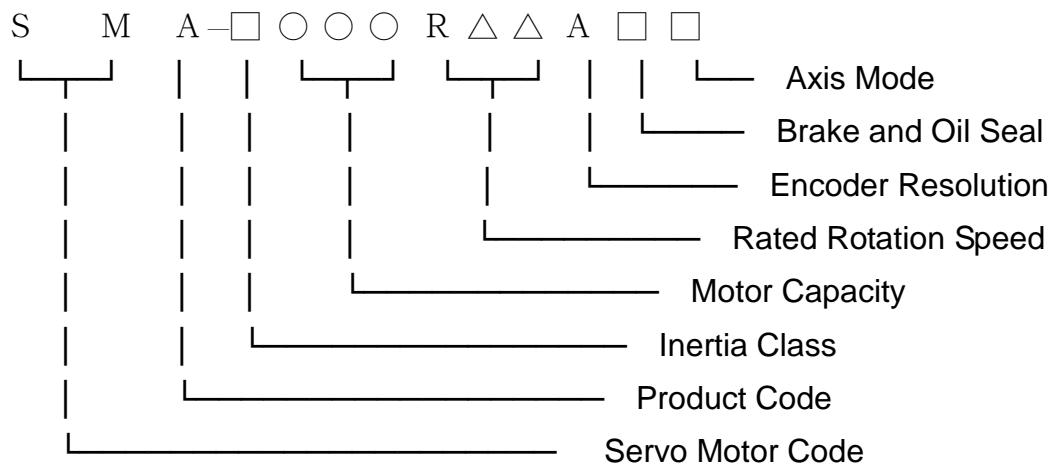 S M A–□○○○R△△A□□
Axis Mode
Brake and Oil Seal
Encoder Resolution
Rated Rotation Speed
Motor Capacity
Inertia Class
Product Code
Servo Motor Code